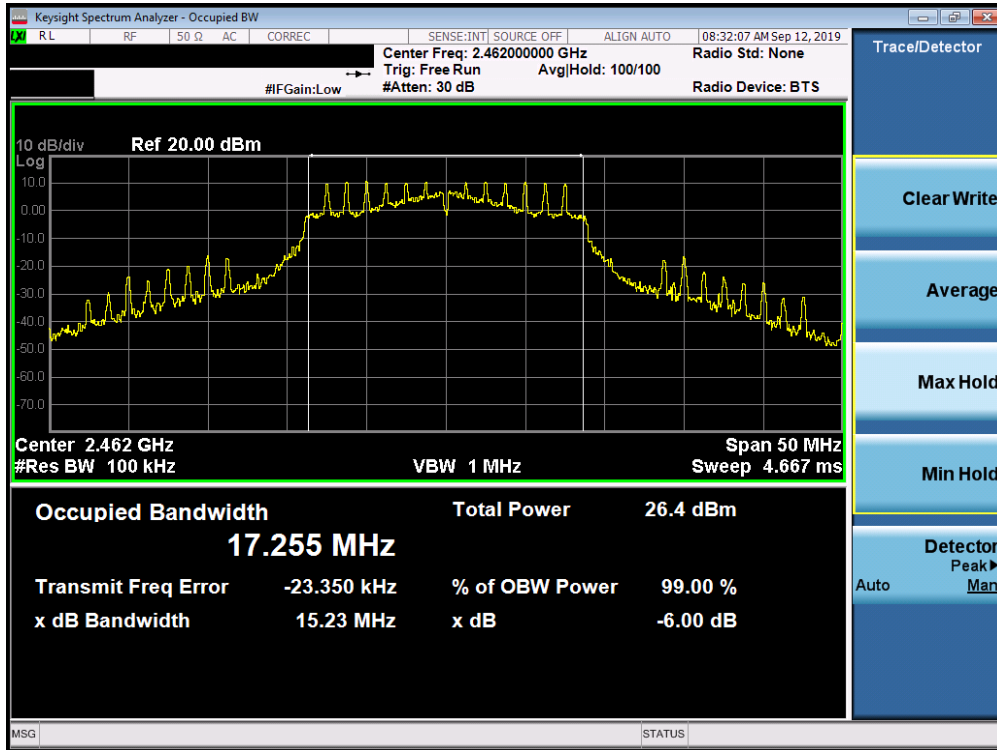 Keysight Spectrum Analyzer - Occupied BW
LXI RL RF 50 Ω AC CORREC SENSE:INT SOURCE OFF ALIGN AUTO 08:32:07 AM Sep 12, 2019
Center Freq: 2.462000000 GHz Radio Std: None
Trig: Free Run Avg|Hold: 100/100
#IFGain:Low #Atten: 30 dB Radio Device: BTS
10 dB/div Ref 20.00 dBm
Log
10.0
0.00
-10.0
-20.0
-30.0
-40.0
-50.0
-60.0
-70.0
Center 2.462 GHz Span 50 MHz
#Res BW 100 kHz VBW 1 MHz Sweep 4.667 ms
Occupied Bandwidth Total Power 26.4 dBm
17.255 MHz
Transmit Freq Error -23.350 kHz % of OBW Power 99.00 %
x dB Bandwidth 15.23 MHz x dB -6.00 dB
MSG STATUS
Trace/Detector
Clear Write
Average
Max Hold
Min Hold
Detector
Peak▶
Auto Man